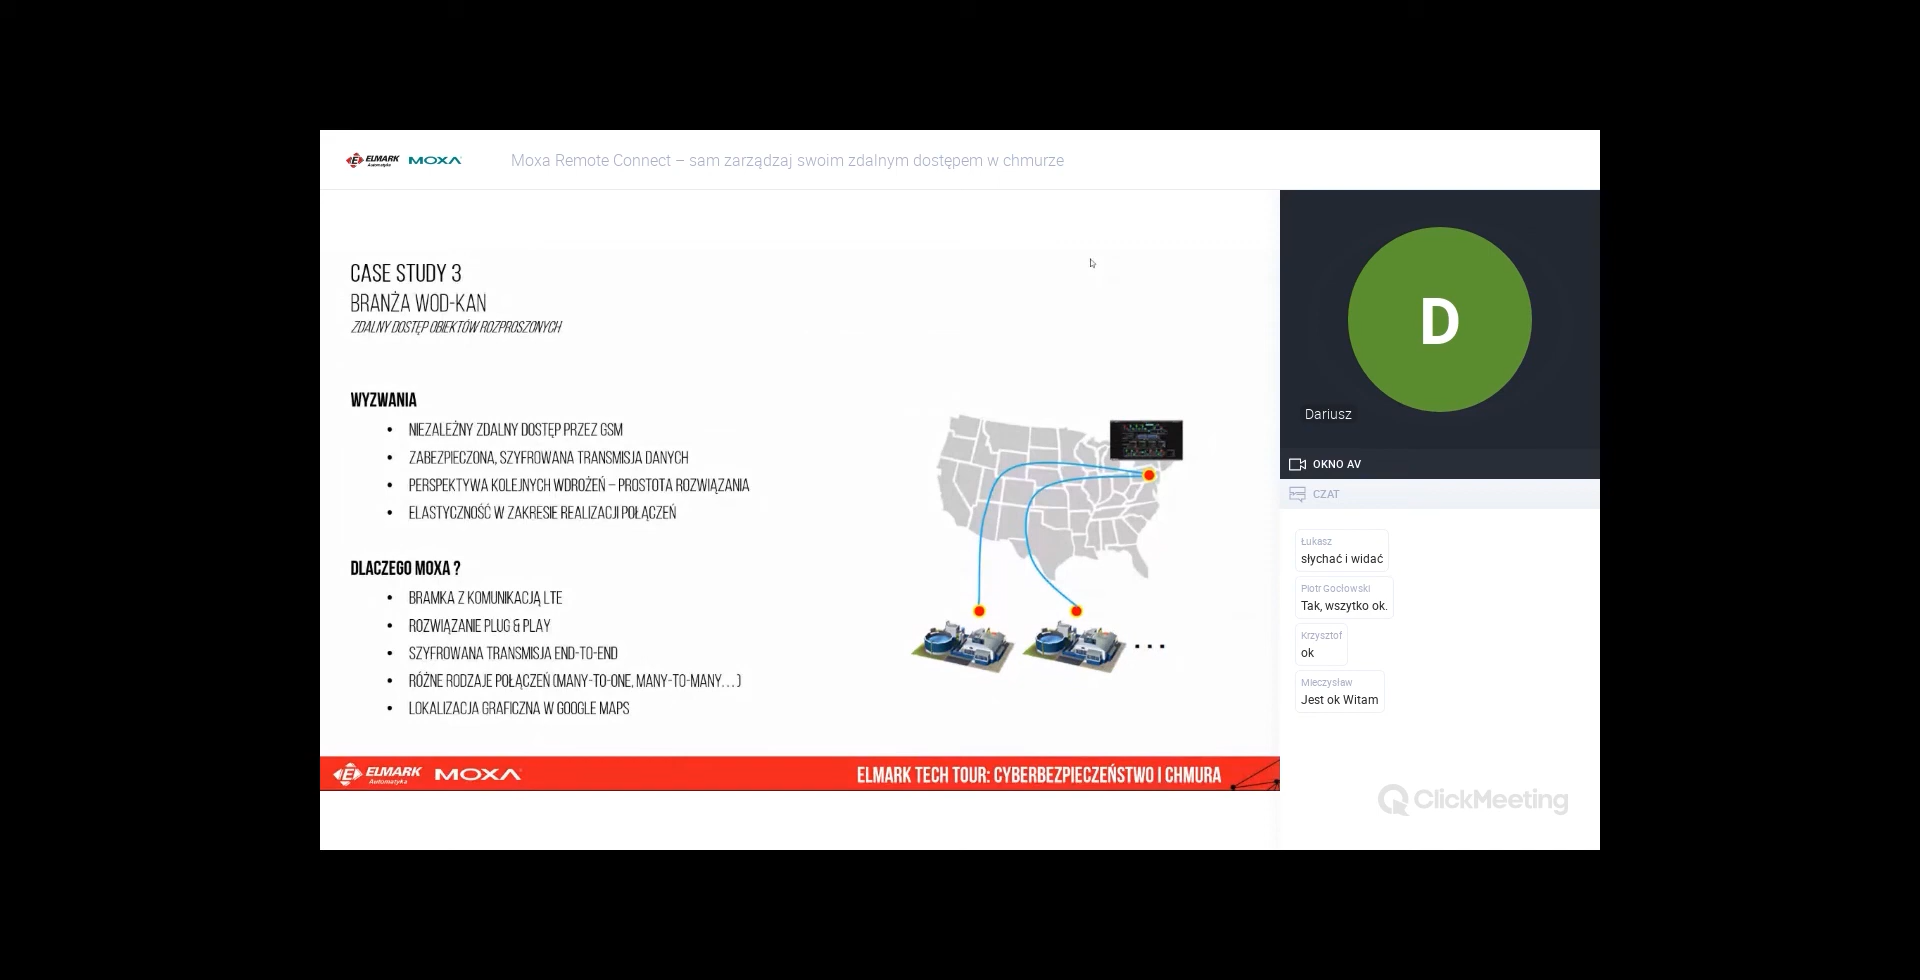 ELMARK
Automatyka
MOXA
Moxa Remote Connect – sam zarządzaj swoim zdalnym dostępem w chmurze
CASE STUDY 3
BRANŻA WOD-KAN
ZDALNY DOSTĘP OBIEKTÓW ROZPROSZONYCH
WYZWANIA
• NIEZALEŻNY ZDALNY DOSTĘP PRZEZ GSM
• ZABEZPIECZONA, SZYFROWANA TRANSMISJA DANYCH
• PERSPEKTYWA KOLEJNYCH WDROŻEŃ – PROSTOTA ROZWIĄZANIA
• ELASTYCZNOŚĆ W ZAKRESIE REALIZACJI POŁĄCZEŃ
DLACZEGO MOXA ?
• BRAMKA Z KOMUNIKACJĄ LTE
• ROZWIĄZANIE PLUG & PLAY
• SZYFROWANA TRANSMISJA END-TO-END
• RÓŻNE RODZAJE POŁĄCZEŃ (MANY-TO-ONE, MANY-TO-MANY...)
• LOKALIZACJA GRAFICZNA W GOOGLE MAPS
...
ELMARK
Automatyka
MOXA
ELMARK TECH TOUR: CYBERBEZPIECZEŃSTWO I CHMURA
D
Dariusz
OKNO AV
CZAT
Łukasz
słychać i widać
Piotr Gocłowski
Tak, wszytko ok.
Krzysztof
ok
Mieczysław
Jest ok Witam
ClickMeeting